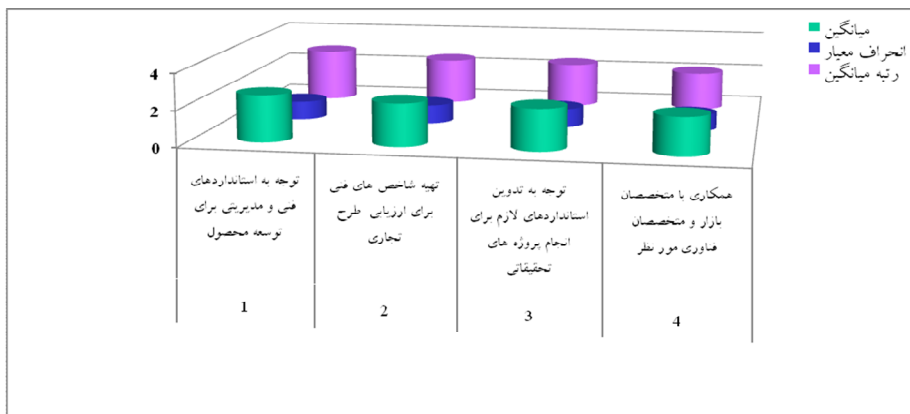 میانگین
انحراف معیار
رتبه میانگین
4
2
0
توجه به استانداردهای
فنی و مدیریتی برای
توسعه محصول
1
تهیه شاخص های فنی
برای ارزیابی طرح
تجاری
2
توجه به تدوین
استانداردهای لازم برای
انجام پروژه های
تحقیقاتی
3
همکاری با متخصصان
بازار و متخصصان
فناوری مور نظر
4